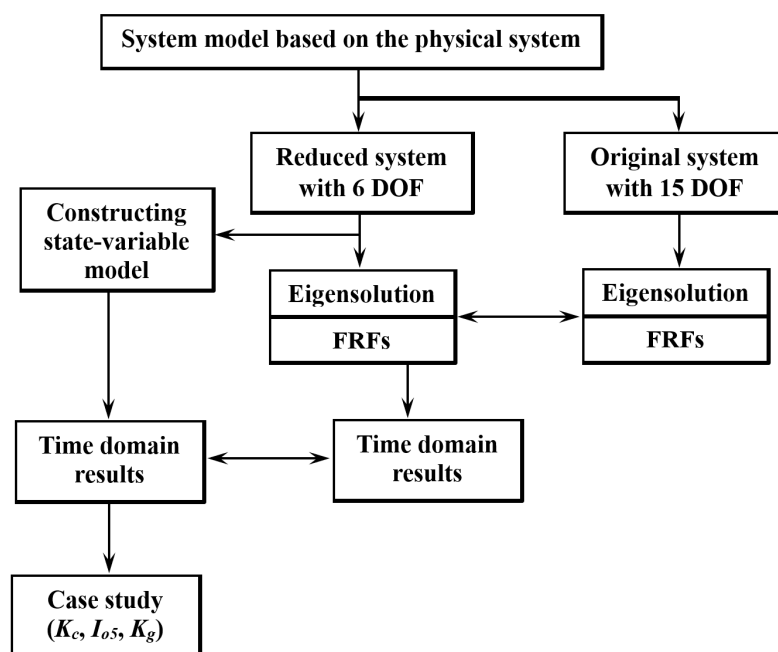 System model based on the physical system
Reduced system
with 6 DOF
Original system
with 15 DOF
Constructing
state-variable
model
Eigensolution
FRFs
Eigensolution
FRFs
Time domain
results
Time domain
results
Case study
(Kc, Io5, Kg)